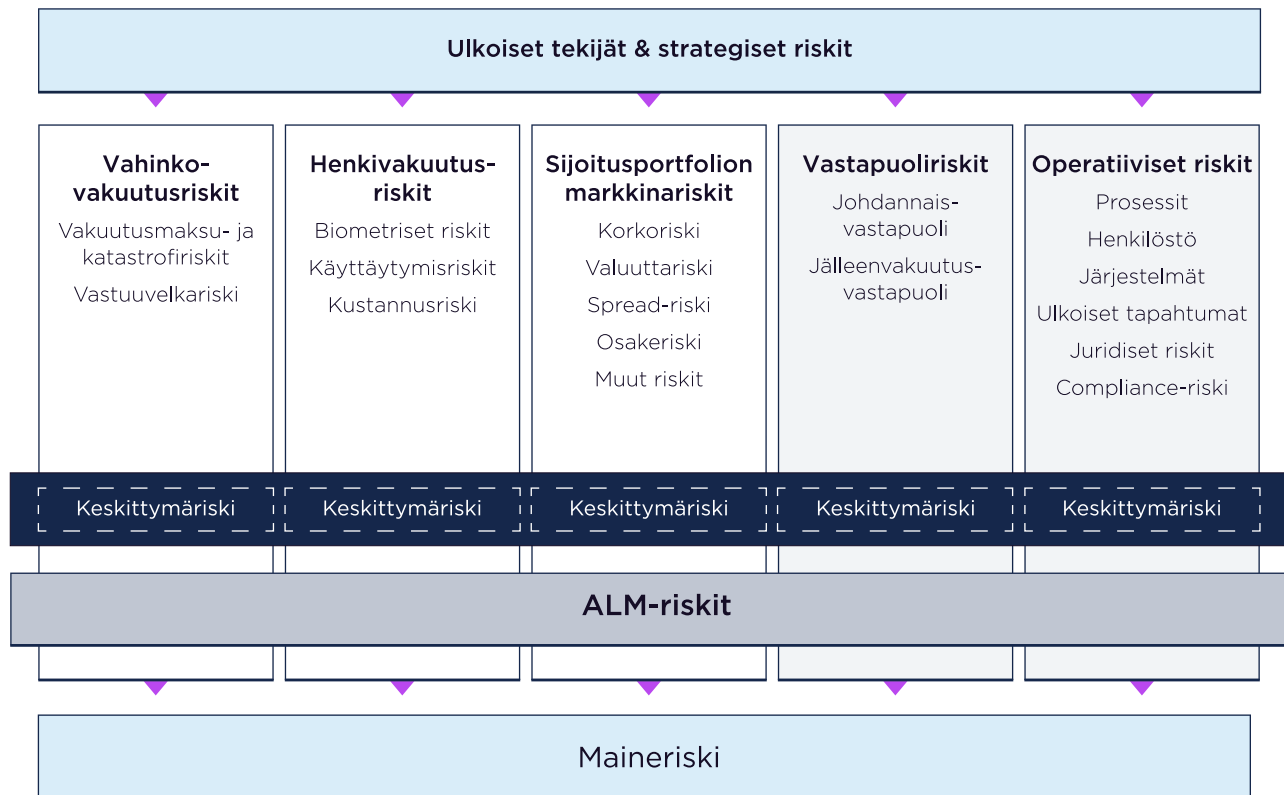 Ulkoiset tekijät & strategiset riskit
Vahinko-
vakuutusriskit
Vakuutusmaksu- ja
katastrofiriskit
Vastuuvelkariski
Henkivakuutus-
riskit
Biometriset riskit
Käyttäytymisriskit
Kustannusriski
Sijoitusportfolion
markkinariskit
Korkoriski
Valuuttariski
Spread-riski
Osakeriski
Muut riskit
Vastapuoliriskit
Johdannais-
vastapuoli
Jälleenvakuutus-
vastapuoli
Operatiiviset riskit
Prosessit
Henkilöstö
Järjestelmät
Ulkoiset tapahtumat
Juridiset riskit
Compliance-riski
Keskittymäriski
Keskittymäriski
Keskittymäriski
Keskittymäriski
Keskittymäriski
ALM-riskit
Maineriski